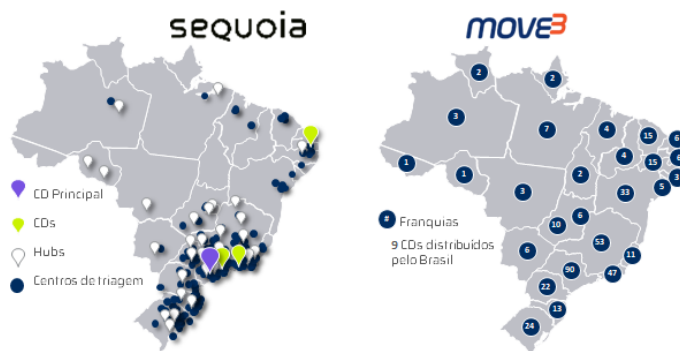 sequoia
move3
2
2
3
7
4
15
6
4
15
1
1
2
5
3
33
6
10
6
53
11
90
47
22
13
24
CD Principal
CDs
Hubs
Centros de triagem
# Franquias
9 CDs distribuídos
pelo Brasil